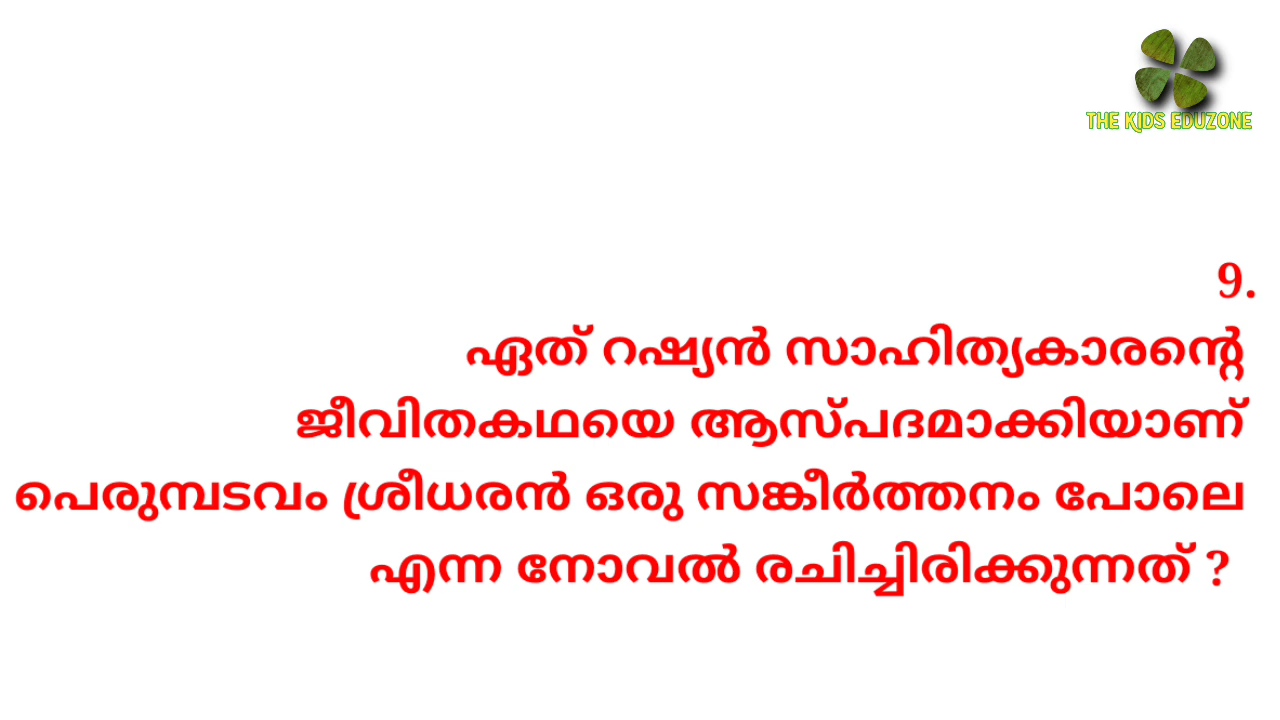 THE KIDS EDUZONE
9.
ഏത് റഷ്യൻ സാഹിത്യകാരന്റെ
ജീവിതകഥയെ ആസ്പദമാക്കിയാണ്
പെരുമ്പടവം ശ്രീധരൻ ഒരു സങ്കീർത്തനം പോലെ
എന്ന നോവൽ രചിച്ചിരിക്കുന്നത് ?